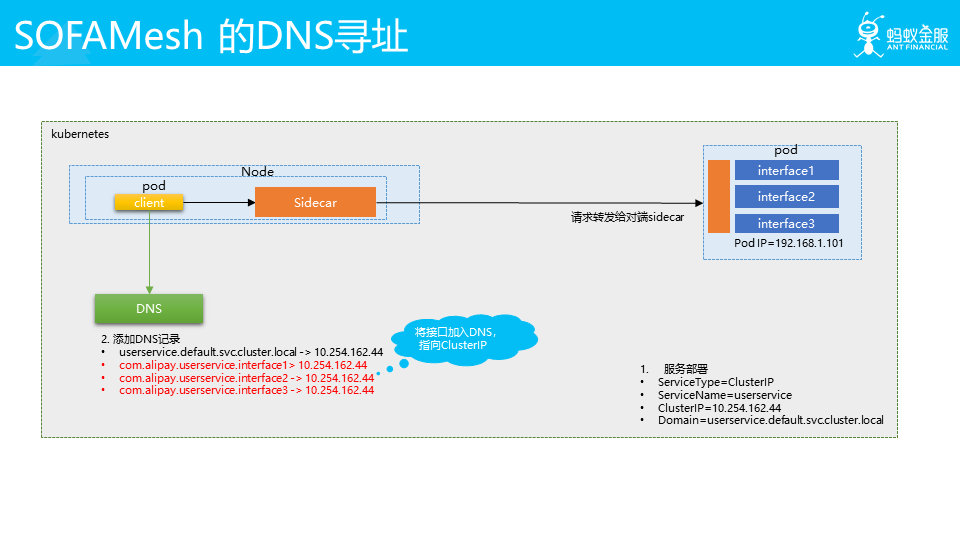 SOFAMesh 的DNS寻址
蚂蚁金服
ANT FINANCIAL
kubernetes
Node
pod
client
Sidecar
请求转发给对端sidecar
pod
interface1
interface2
interface3
Pod IP=192.168.1.101
DNS
2. 添加DNS记录
• userservice.default.svc.cluster.local -> 10.254.162.44
• com.alipay.userservice.interface1> 10.254.162.44
• com.alipay.userservice.interface2 -> 10.254.162.44
• com.alipay.userservice.interface3 -> 10.254.162.44
将接口加入DNS，
指向ClusterIP
1. 服务部署
• ServiceType=ClusterIP
• ServiceName=userservice
• ClusterIP=10.254.162.44
• Domain=userservice.default.svc.cluster.local